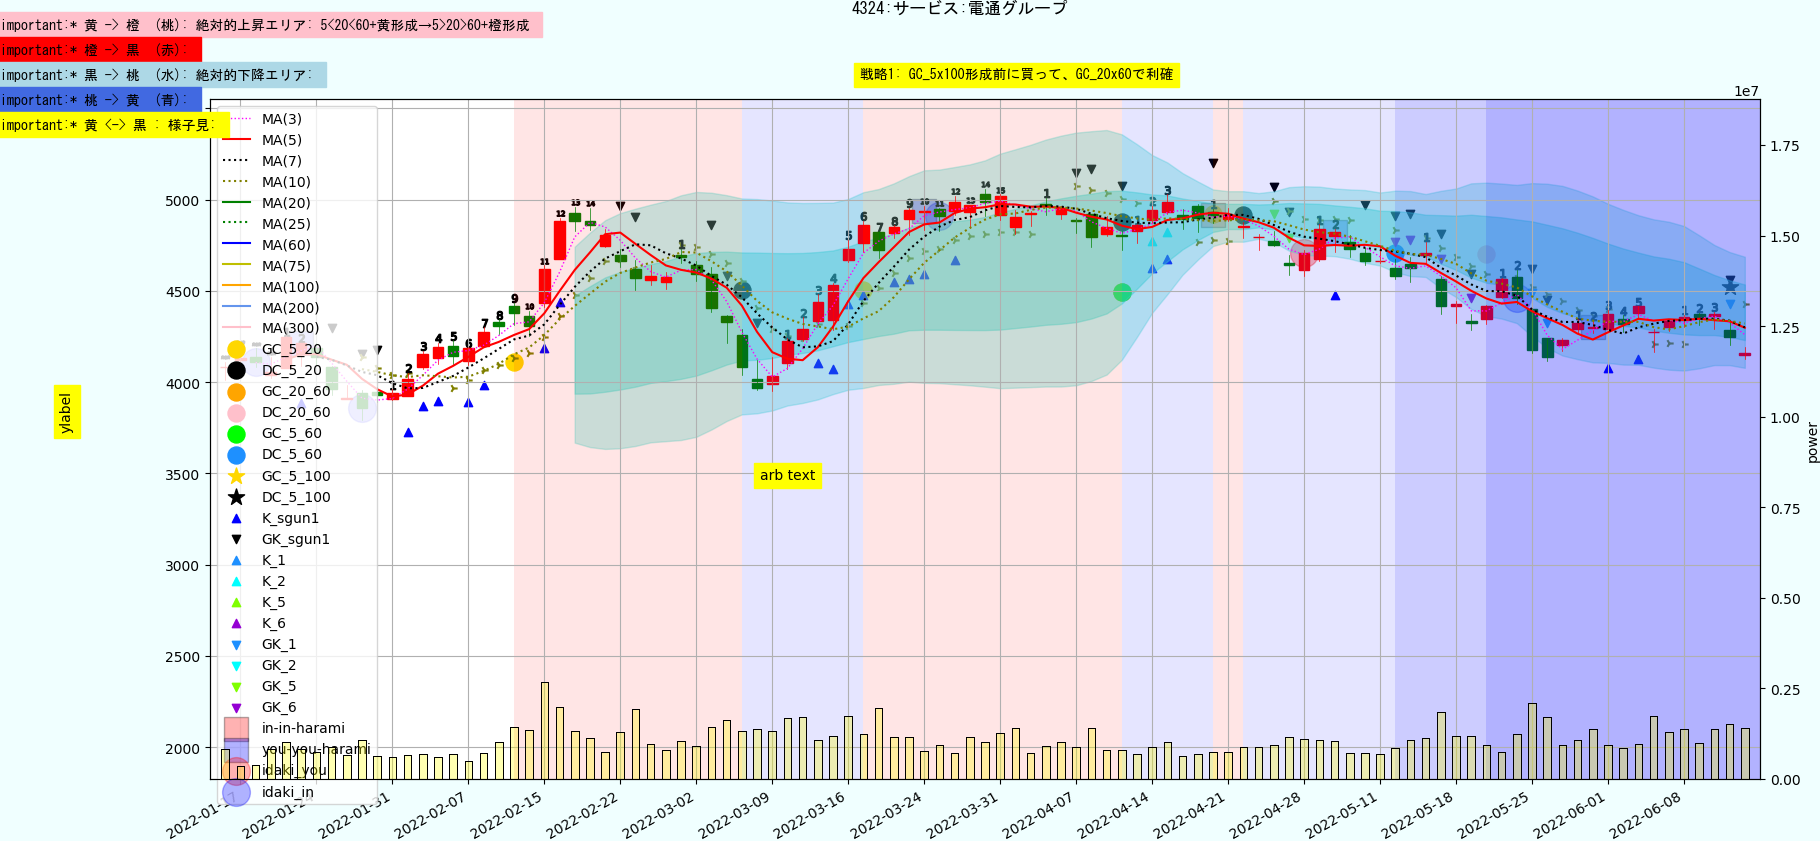 4324:サービス:電通グループ
important:* 黄 -> 橙 (桃): 絶対的上昇エリア: 5<20<60+黄形成→5>20>60+橙形成
important:* 橙 -> 黒 (赤):
important:* 黒 -> 桃 (水): 絶対的下降エリア:
important:* 桃 -> 黄 (青):
important:* 黄 <-> 黒 : 様子見:
戦略1: GC_5x100形成前に買って、GC_20x60で利確
1e7
MA(3)
MA(5)
MA(7)
MA(10)
MA(20)
MA(25)
MA(60)
MA(75)
MA(100)
MA(200)
MA(300)
GC_5_20
DC_5_20
GC_20_60
DC_20_60
GC_5_60
DC_5_60
GC_5_100
DC_5_100
K_sgun1
GK_sgun1
K_1
K_2
K_5
K_6
GK_1
GK_2
GK_5
GK_6
in-in-harami
you-you-harami
idaki_you
idaki_in
arb text
ylabel
5000
4500
4000
3500
3000
2500
2000
power
1.75
1.50
1.25
1.00
0.75
0.50
0.25
0.00
2022-01-17
2022-01-24
2022-01-31
2022-02-07
2022-02-15
2022-02-22
2022-03-02
2022-03-09
2022-03-16
2022-03-24
2022-03-31
2022-04-07
2022-04-14
2022-04-21
2022-04-28
2022-05-11
2022-05-18
2022-05-25
2022-06-01
2022-06-08